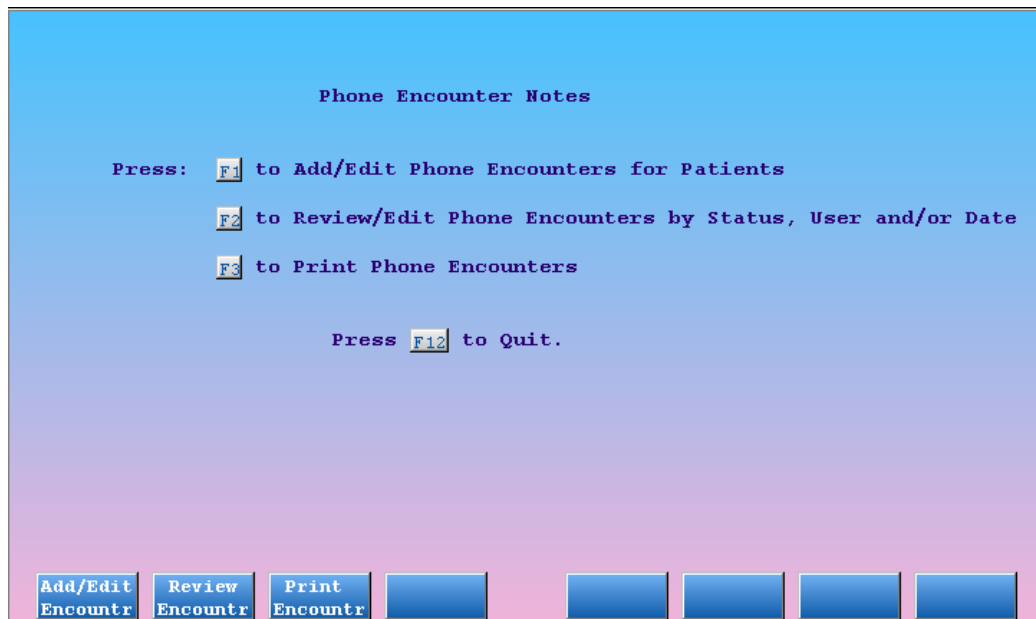 Phone Encounter Notes
Press: F1 to Add/Edit Phone Encounters for Patients
F2 to Review/Edit Phone Encounters by Status, User and/or Date
F3 to Print Phone Encounters
Press F12 to Quit.
Add/Edit Encountr
Review Encountr
Print Encountr